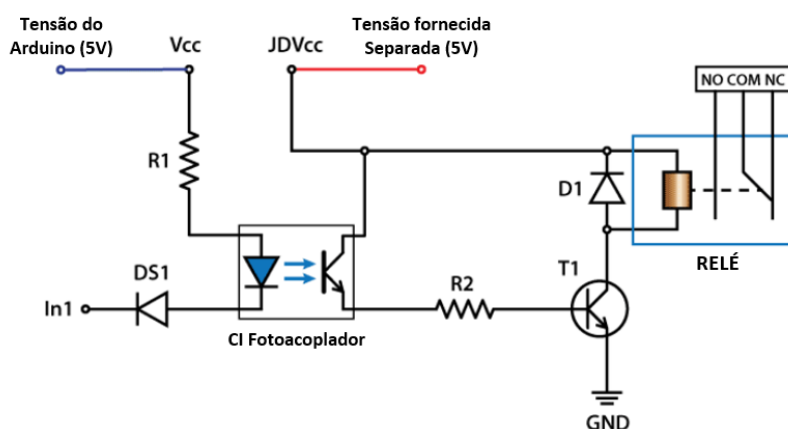 Tensão do
Arduino (5V)
Vcc
JDVcc
Tensão fornecida
Separada (5V)
NO COM NC
R1
D1
DS1
T1
RELÉ
In1
R2
CI Fotoacoplador
GND